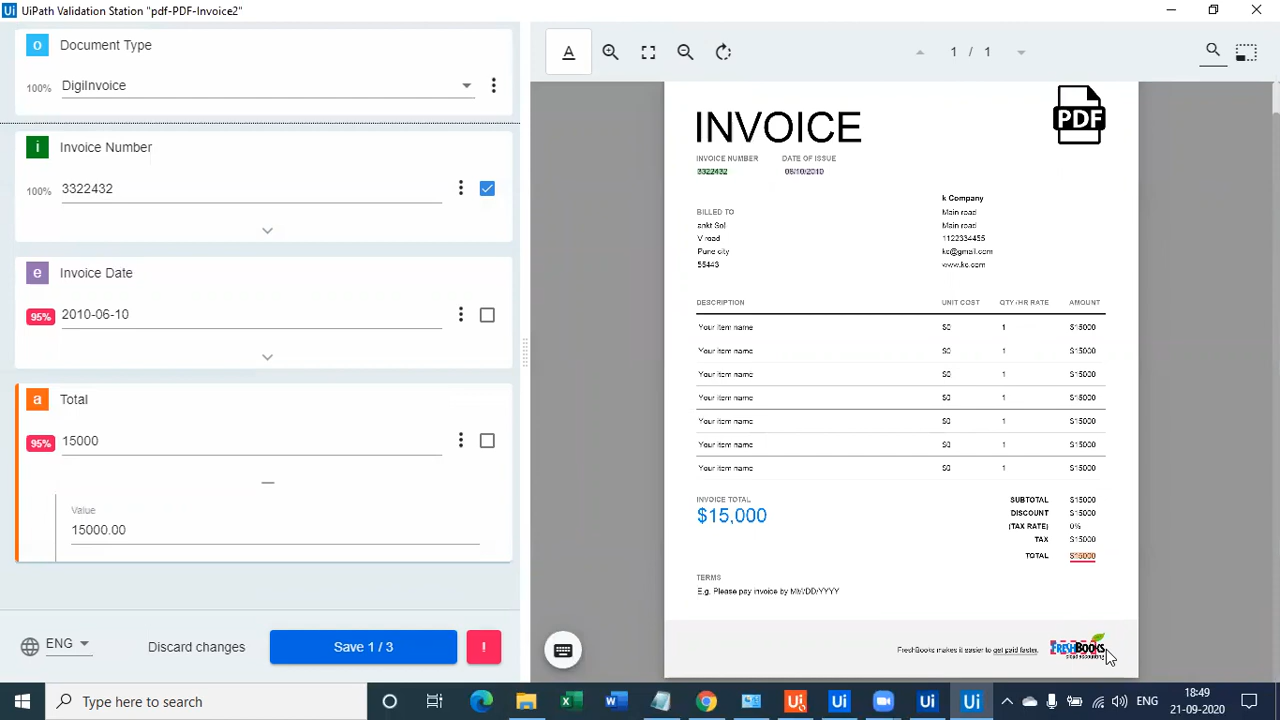 UiPath Validation Station "pdf-PDF-Invoice2"
o Document Type
100% DigiInvoice
i Invoice Number
100% 3322432
e Invoice Date
95% 2010-06-10
a Total
95% 15000
Value
15000.00
ENG Discard changes Save 1 / 3 !
A 1 / 1
PDF
INVOICE
INVOICE NUMBER DATE OF ISSUE
3322432 08/10/2010
k Company
BILLED TO Main road
ankt Sol Main road
V road 1122334455
Pune city kc@gmail.com
55443 www.kc.com
DESCRIPTION UNIT COST QTY/HR RATE AMOUNT
Your item name $0 1 $15000
Your item name $0 1 $15000
Your item name $0 1 $15000
Your item name $0 1 $15000
Your item name $0 1 $15000
Your item name $0 1 $15000
Your item name $0 1 $15000
INVOICE TOTAL SUBTOTAL $15000
$15,000 DISCOUNT $15000
(TAX RATE) 0%
TAX $15000
TOTAL $15000
TERMS
E.g. Please pay invoice by MM/DD/YYYY
FreshBooks makes it easier to get paid faster. FRESHBOOKS
Type here to search
ENG 18:49
21-09-2020